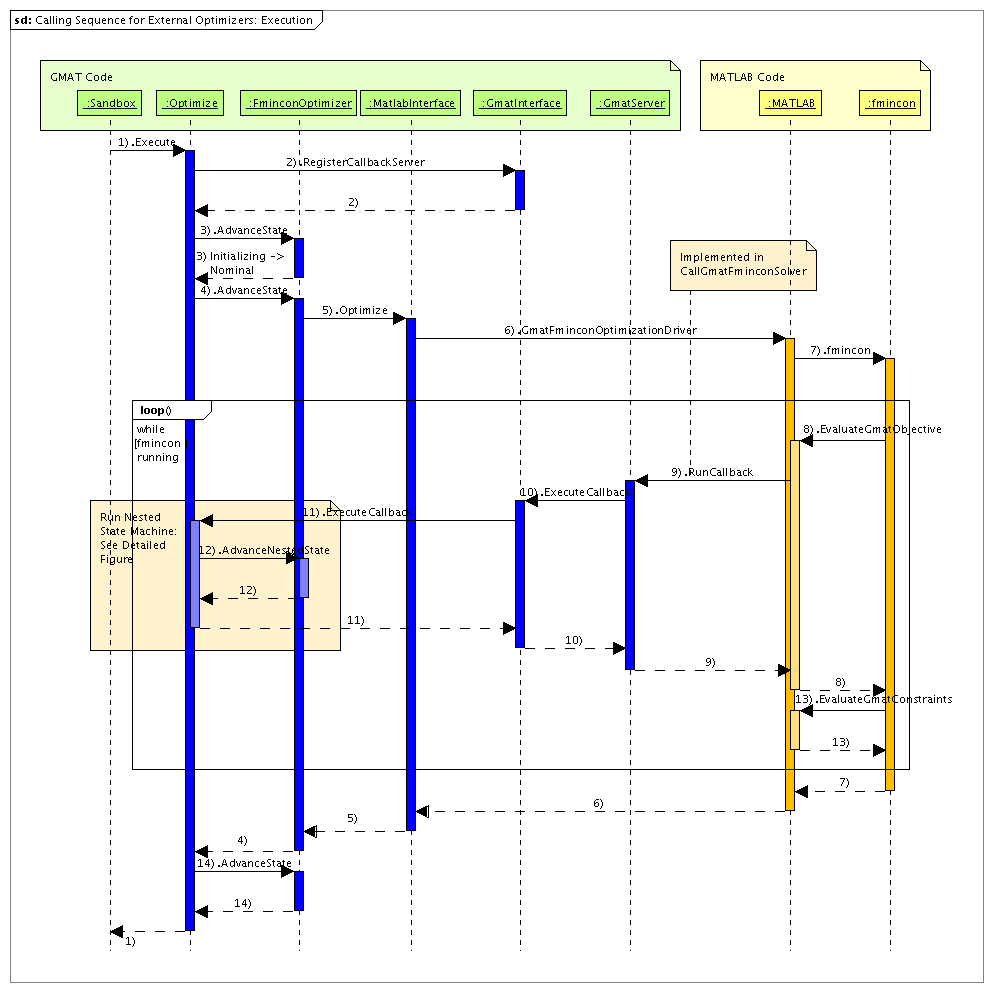 sd: Calling Sequence for External Optimizers: Execution
GMAT Code
MATLAB Code
:Sandbox
:Optimize
:FminconOptimizer
:MatlabInterface
:GmatInterface
:GmatServer
:MATLAB
:fmincon
1).Execute
2).RegisterCallbackServer
2)
3).AdvanceState
3) Initializing ->
Nominal
Implemented in
CallGmatFminconSolver
4).AdvanceState
5).Optimize
6).GmatFminconOptimizationDriver
7).fmincon
loop()
while
[fmincon ]
running
8).EvaluateGmatObjective
9).RunCallback
10).ExecuteCallback
11).ExecuteCallback
Run Nested
State Machine:
See Detailed
Figure
12).AdvanceNestedState
12)
11)
10)
9)
8)
13).EvaluateGmatConstraints
13)
7)
6)
5)
4)
14).AdvanceState
14)
1)